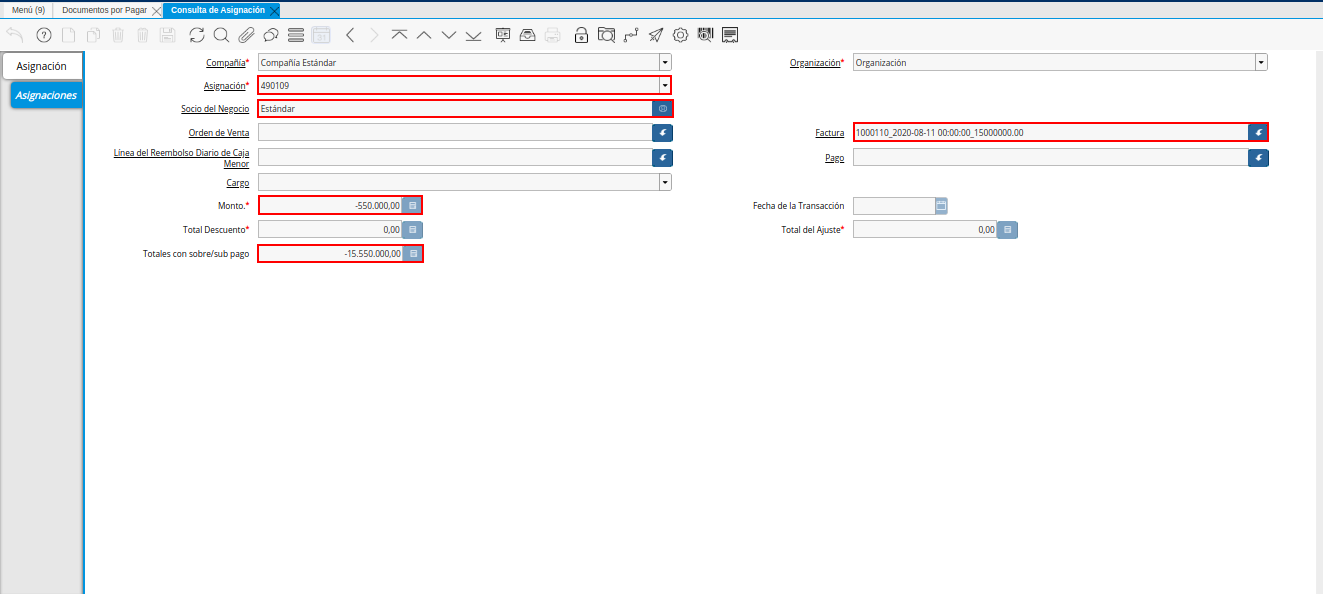 Menú (9) Documentos por Pagar Consulta de Asignación
31
Asignación
Asignaciones
Compañía* Compañía Estándar Organización* Organización
Asignación* 490109
Socio del Negocio Estándar
Orden de Venta Factura 1000110_2020-08-11 00:00:00_15000000.00
Línea del Reembolso Diario de Caja
Menor Pago
Cargo
Monto.* -550.000,00 Fecha de la Transacción
Total Descuento* 0,00 Total del Ajuste* 0,00
Totales con sobre/sub pago -15.550.000,00